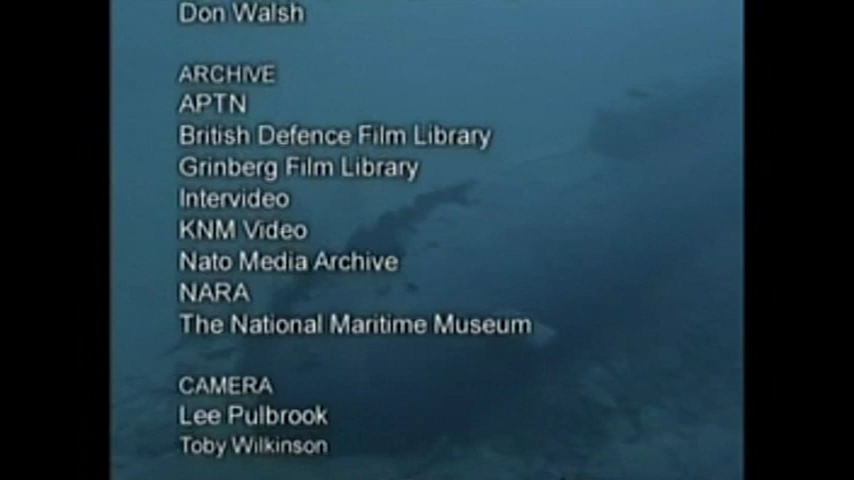 Don Walsh
ARCHIVE
APTN
British Defence Film Library
Grinberg Film Library
Intervideo
KNM Video
Nato Media Archive
NARA
The National Maritime Museum
CAMERA
Lee Pulbrook
Toby Wilkinson